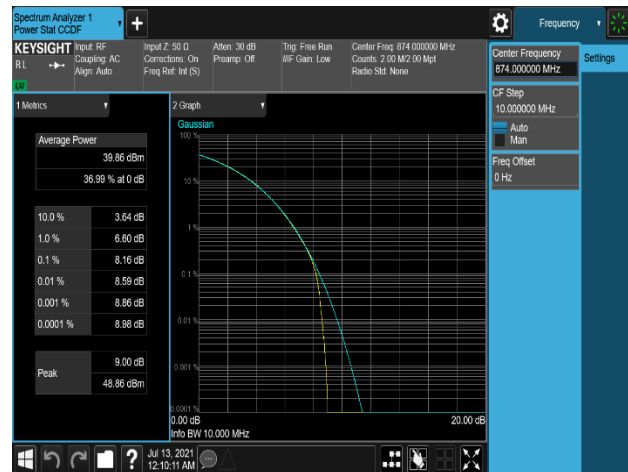 Spectrum Analyzer 1
Power Stat CCDF
+
Frequency
KEYSIGHT
RL
Input: RF
Coupling: AC
Align: Auto
Input Z: 50 Ω
Corrections: On
Freq Ref: Int (S)
Atten: 30 dB
Preamp: Off
Trig: Free Run
#IF Gain: Low
Center Freq: 874.000000 MHz
Counts: 2.00 M/2.00 Mpt
Radio Std: None
Center Frequency
874.000000 MHz
Settings
CF Step
10.000000 MHz
Auto
Man
Freq Offset
0 Hz
1 Metrics
Average Power
39.86 dBm
36.99 % at 0 dB
10.0 % 3.64 dB
1.0 % 6.60 dB
0.1 % 8.16 dB
0.01 % 8.59 dB
0.001 % 8.86 dB
0.0001 % 8.98 dB
Peak
9.00 dB
48.86 dBm
2 Graph
Gaussian
100 %
10 %
1 %
0.1 %
0.01 %
0.001 %
0.0001 %
0.00 dB 20.00 dB
Info BW 10.000 MHz
?
Jul 13, 2021
12:10:11 AM